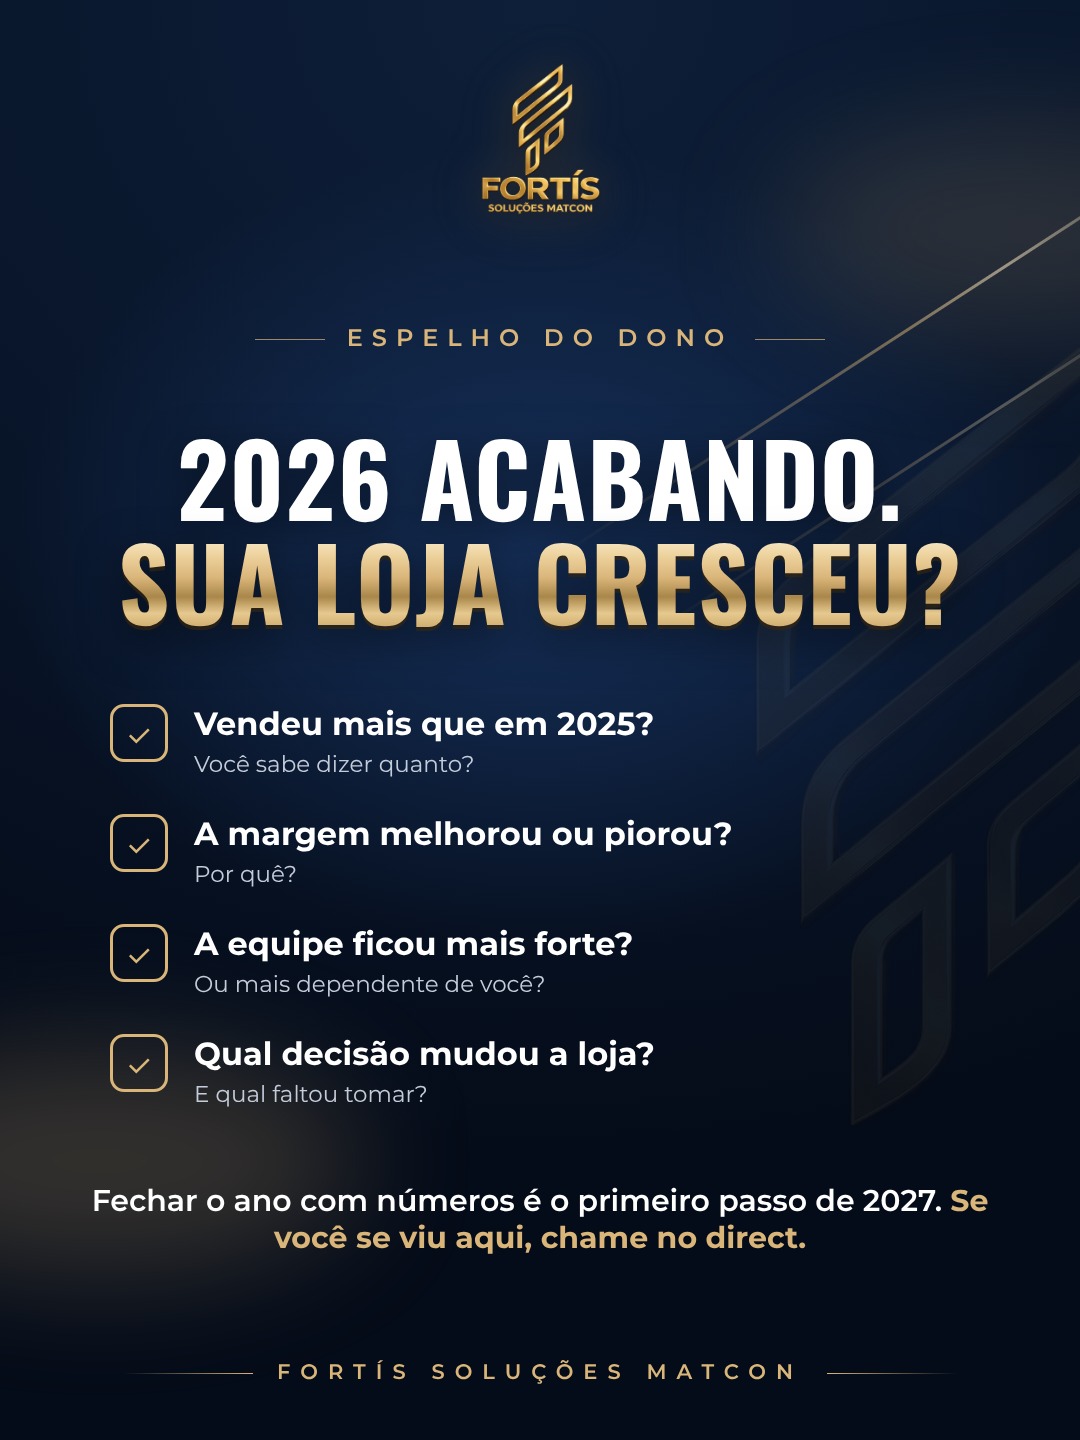 FORTÍS
SOLUÇÕES MATCON
ESPELHO DO DONO
2026 ACABANDO.
SUA LOJA CRESCEU?
Vendeu mais que em 2025?
Você sabe dizer quanto?
A margem melhorou ou piorou?
Por quê?
A equipe ficou mais forte?
Ou mais dependente de você?
Qual decisão mudou a loja?
E qual faltou tomar?
Fechar o ano com números é o primeiro passo de 2027. Se
você se viu aqui, chame no direct.
FORTÍS SOLUÇÕES MATCON